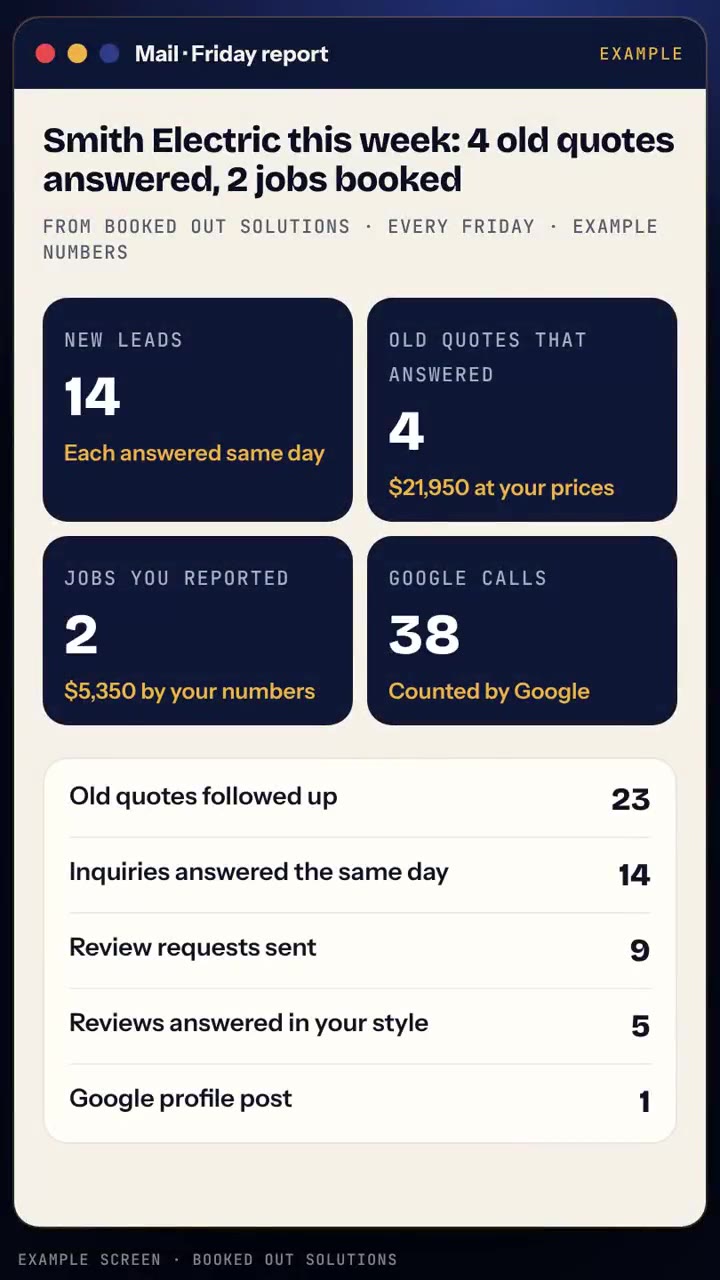 Mail · Friday report
EXAMPLE
Smith Electric this week: 4 old quotes
answered, 2 jobs booked
FROM BOOKED OUT SOLUTIONS · EVERY FRIDAY · EXAMPLE
NUMBERS
NEW LEADS
14
Each answered same day
OLD QUOTES THAT
ANSWERED
4
$21,950 at your prices
JOBS YOU REPORTED
2
$5,350 by your numbers
GOOGLE CALLS
38
Counted by Google
Old quotes followed up 23
Inquiries answered the same day 14
Review requests sent 9
Reviews answered in your style 5
Google profile post 1
EXAMPLE SCREEN · BOOKED OUT SOLUTIONS